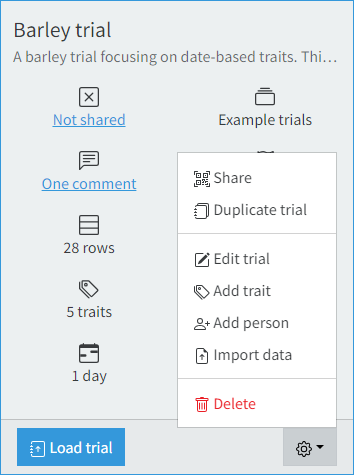 Barley trial
A barley trial focusing on date-based traits. Thi…
Not shared
Example trials
One comment
28 rows
5 traits
1 day
Share
Duplicate trial
Edit trial
Add trait
Add person
Import data
Delete
Load trial